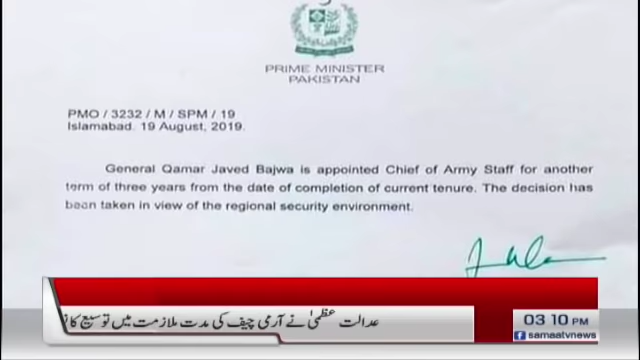 PRIME MINISTER
PAKISTAN
PMO / 3232 / M / SPM / 19
Islamabad. 19 August, 2019.
General Qamar Javed Bajwa is appointed Chief of Army Staff for another
term of three years from the date of completion of current tenure. The decision has
been taken in view of the regional security environment.
عدالت عظمیٰ نے آرمی چیف کی مدت ملازمت میں توسیع کا
03:10 PM
f samaatvnews